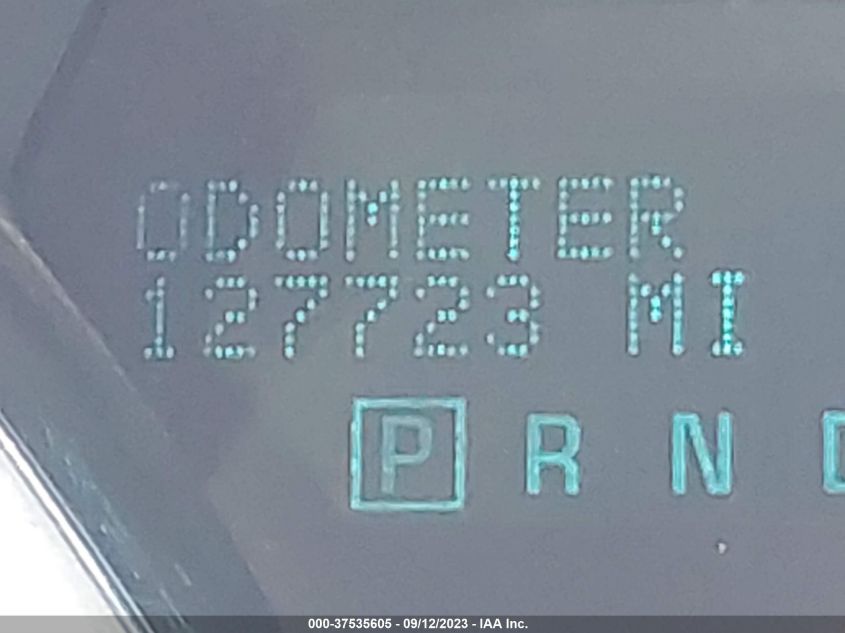 ODOMETER
127723 MI
P R N
000-37535605 - 09/12/2023 - IAA Inc.